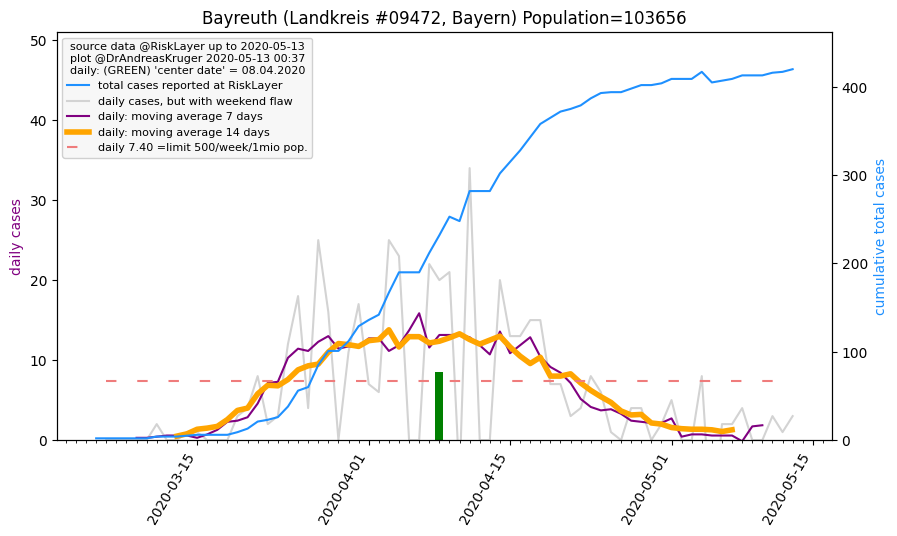 Bayreuth (Landkreis #09472, Bayern) Population=103656
source data @RiskLayer up to 2020-05-13
plot @DrAndreasKruger 2020-05-13 00:37
daily: (GREEN) 'center date' = 08.04.2020
total cases reported at RiskLayer
daily cases, but with weekend flaw
daily: moving average 7 days
daily: moving average 14 days
daily 7.40 =limit 500/week/1mio pop.
daily cases
50
40
30
20
10
0
cumulative total cases
400
300
200
100
0
2020-03-15
2020-04-01
2020-04-15
2020-05-01
2020-05-15